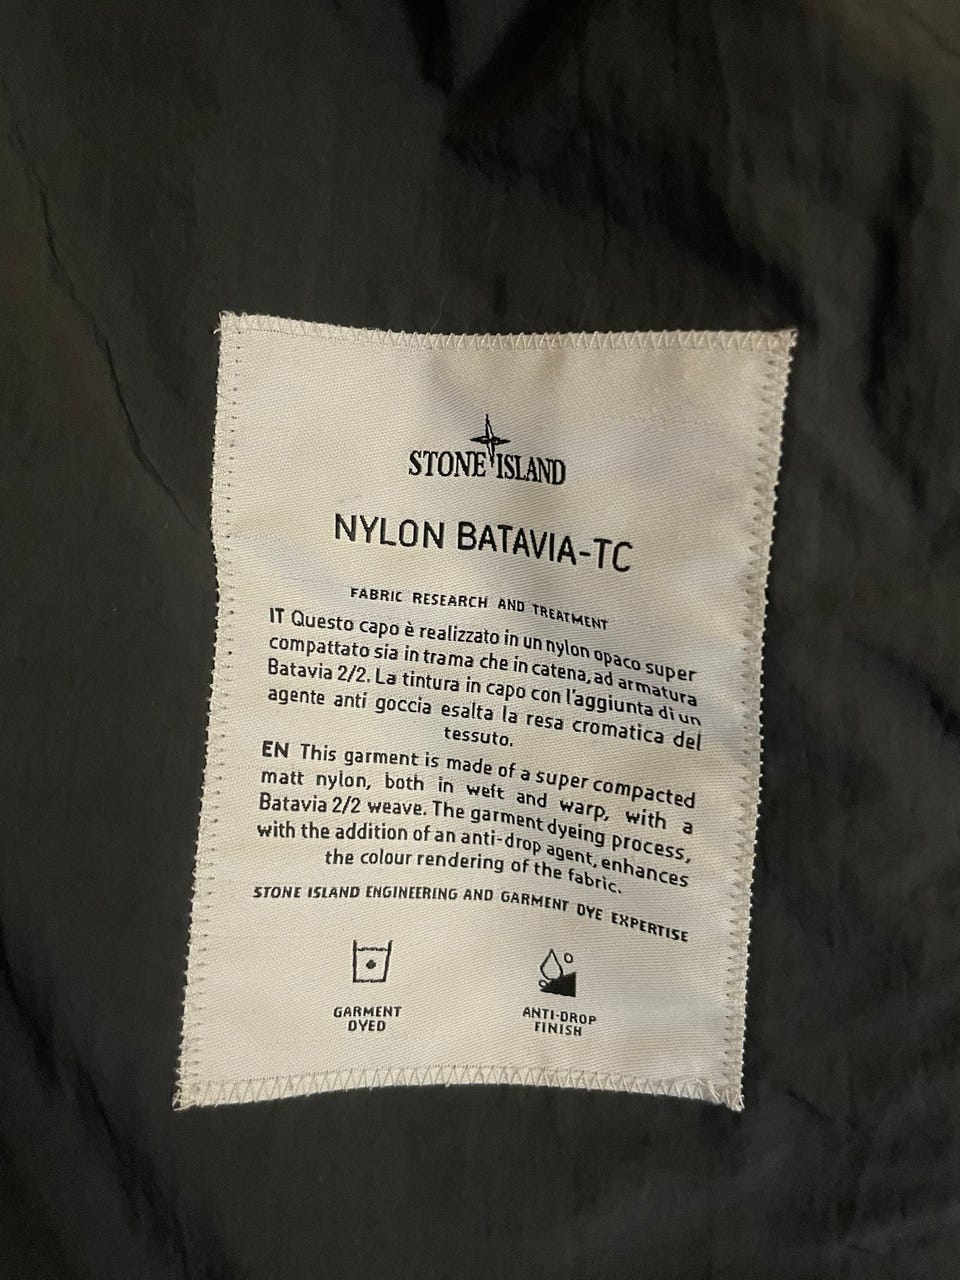 STONE ISLAND
NYLON BATAVIA-TC
FABRIC RESEARCH AND TREATMENT
IT Questo capo è realizzato in un nylon opaco super
compattato sia in trama che in catena, ad armatura
Batavia 2/2. La tintura in capo con l'aggiunta di un
agente anti goccia esalta la resa cromatica del
tessuto.
EN This garment is made of a super compacted
matt nylon, both in weft and warp, with a
Batavia 2/2 weave. The garment dyeing process,
with the addition of an anti-drop agent, enhances
the colour rendering of the fabric.
STONE ISLAND ENGINEERING AND GARMENT DYE EXPERTISE
GARMENT
DYED
ANTI-DROP
FINISH